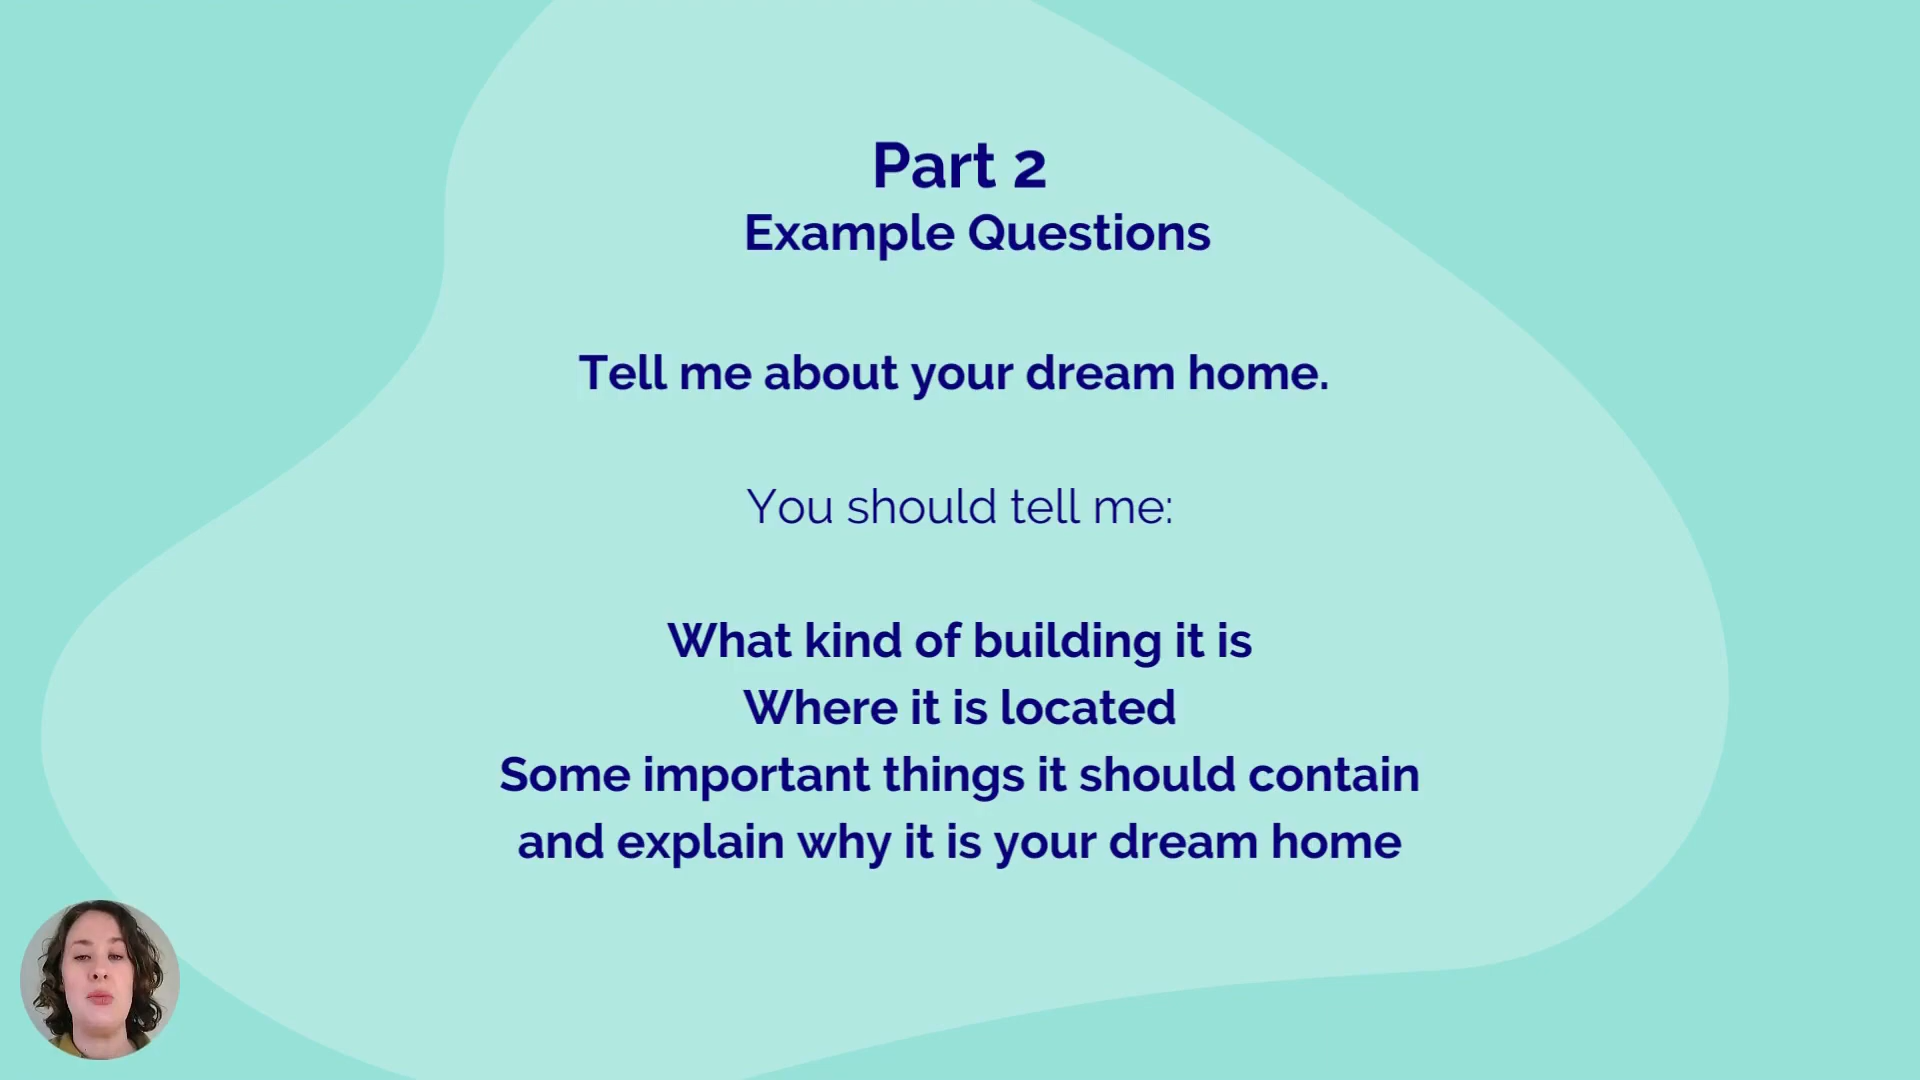 Part 2
Example Questions
Tell me about your dream home.
You should tell me:
What kind of building it is
Where it is located
Some important things it should contain
and explain why it is your dream home